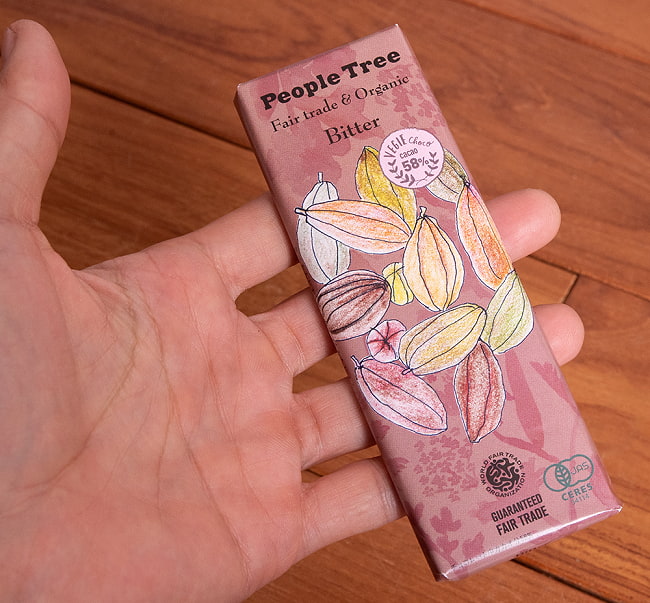 People Tree
Fair trade & Organic
Bitter
VEGIE Choco
cacao
58%
WORLD FAIR TRADE
ORGANIZATION
GUARANTEED
FAIR TRADE
JAS
CERES